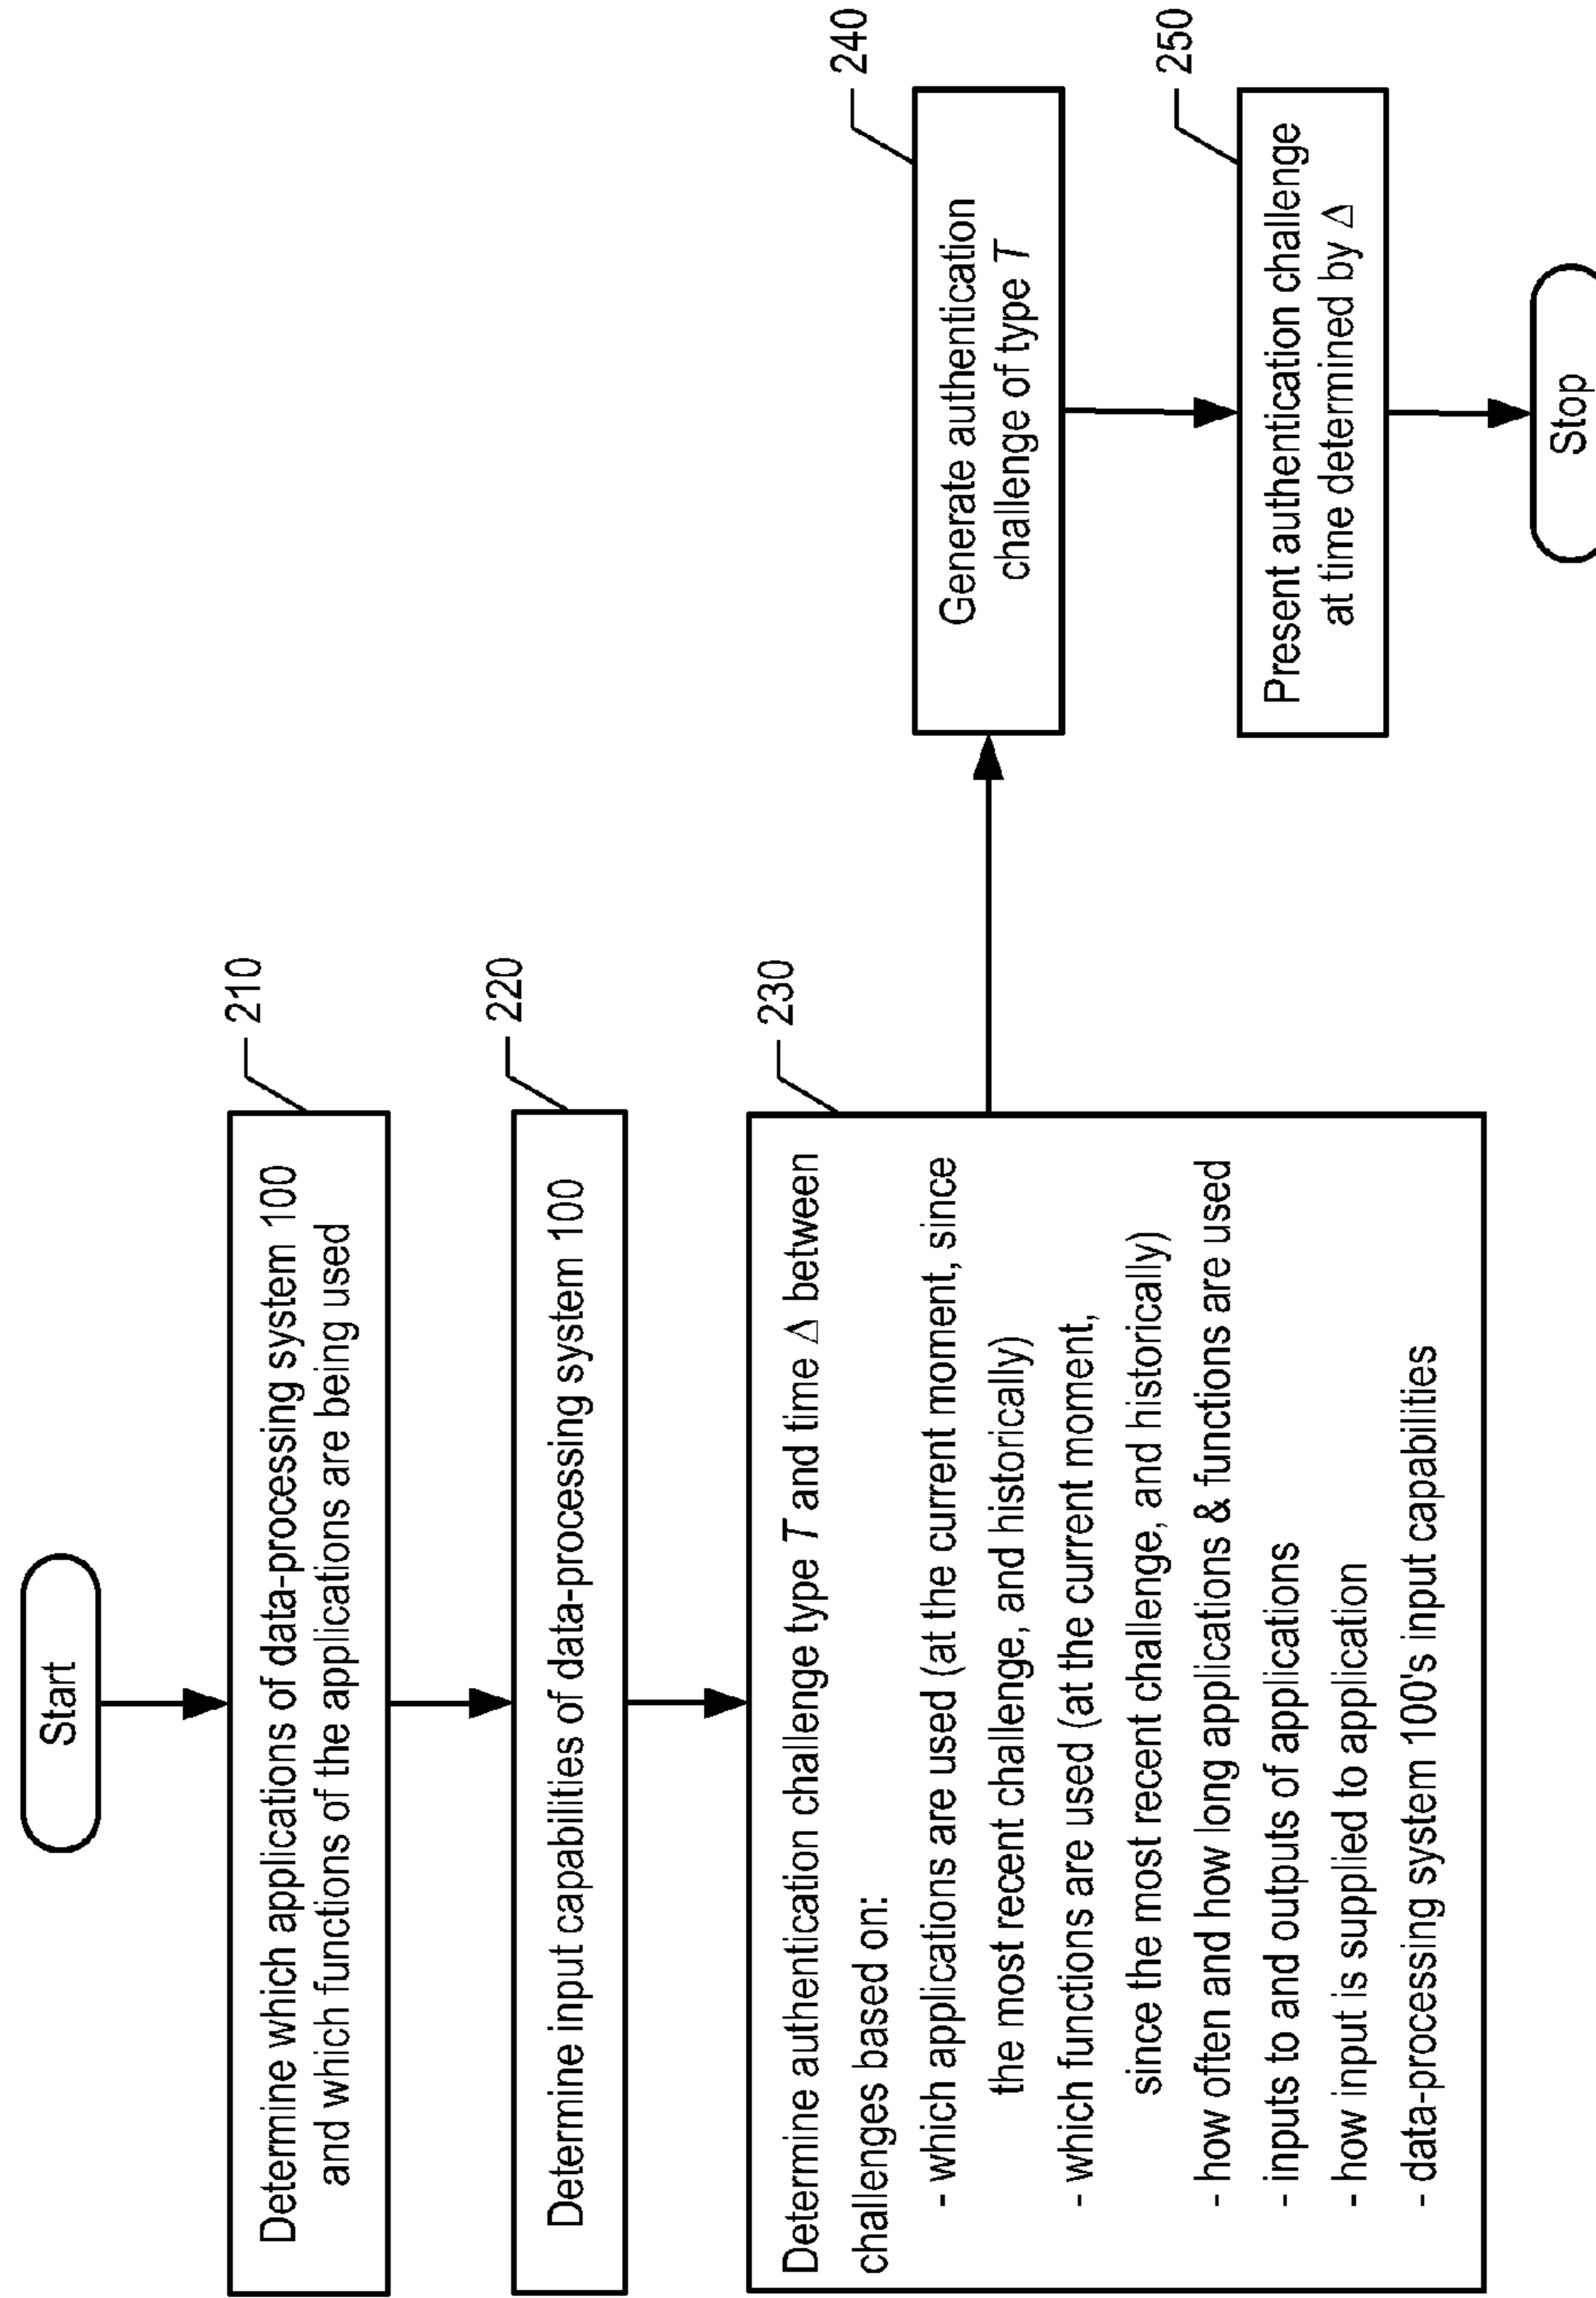 Start
210
Determine which applications of data-processing system 100
and which functions of the applications are being used
220
Determine input capabilities of data-processing system 100
230
Determine authentication challenge type T and time Δ between
challenges based on:
- which applications are used (at the current moment, since
the most recent challenge, and historically)
- which functions are used (at the current moment,
since the most recent challenge, and historically)
- how often and how long applications & functions are used
- inputs to and outputs of applications
- how input is supplied to application
- data-processing system 100's input capabilities
240
Generate authentication
challenge of type T
250
Present authentication challenge
at time determined by Δ
Stop